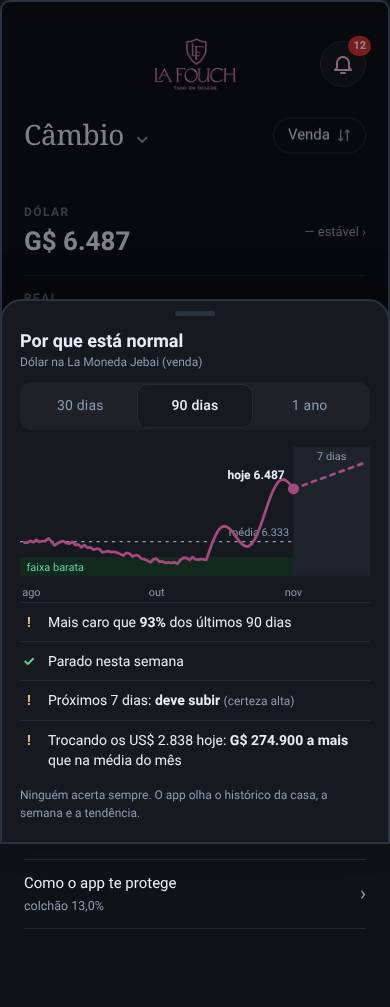 LA FOUCH
12
Câmbio
Venda
DÓLAR
G$ 6.487
— estável ›
REAL
Por que está normal
Dólar na La Moneda Jebai (venda)
30 dias
90 dias
1 ano
7 dias
hoje 6.487
média 6.333
faixa barata
ago
out
nov
! Mais caro que 93% dos últimos 90 dias
✓ Parado nesta semana
! Próximos 7 dias: deve subir (certeza alta)
! Trocando os US$ 2.838 hoje: G$ 274.900 a mais
que na média do mês
Ninguém acerta sempre. O app olha o histórico da casa, a
semana e a tendência.
Como o app te protege
colchão 13,0%
›